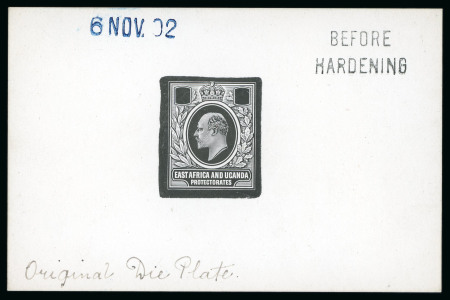 6 NOV. 02
BEFORE
HARDENING
EAST AFRICA AND UGANDA
PROTECTORATES
Original Die Plate.